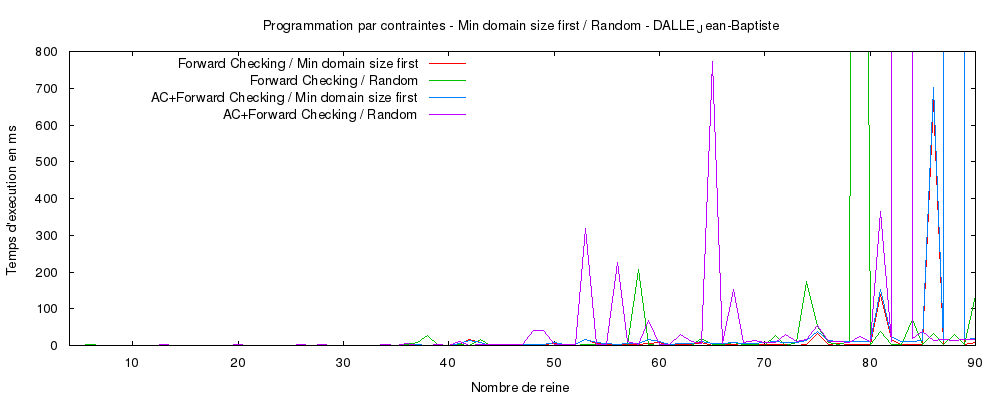 Programmation par contraintes - Min domain size first / Random - DALLE J ean-Baptiste
800
700
600
500
400
300
200
100
0
Temps d'execution en ms
Forward Checking / Min domain size first
Forward Checking / Random
AC+Forward Checking / Min domain size first
AC+Forward Checking / Random
10 20 30 40 50 60 70 80 90
Nombre de reine